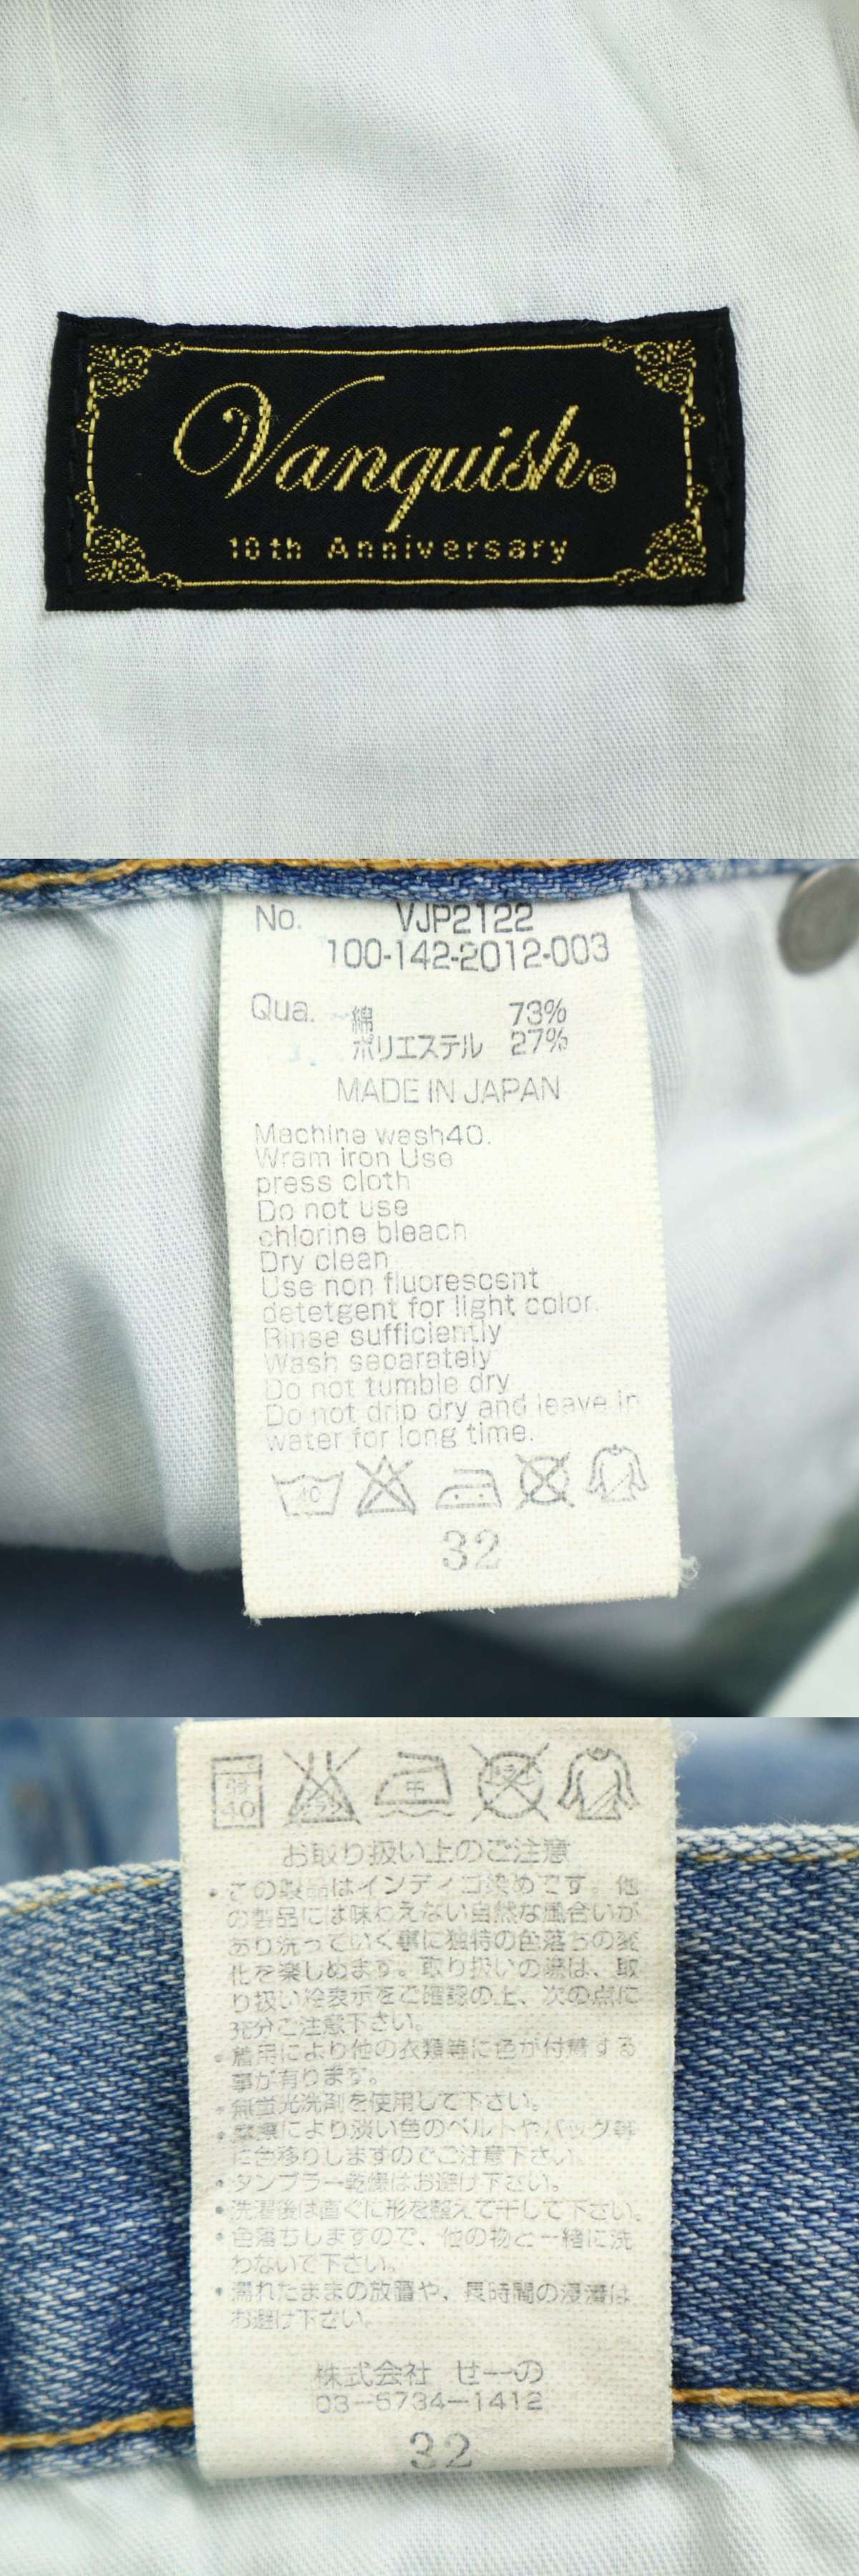 Vanquish®
10th Anniversary
No. VJP2122
100-142-2012-003
Qua. 綿 73%
ポリエステル 27%
MADE IN JAPAN
Machine wash40.
Wram iron Use
press cloth
Do not use
chlorine bleach
Dry clean
Use non fluorescent
detetgent for light color.
Rinse sufficiently
Wash separately
Do not tumble dry
Do not drip dry and leave in
water for long time.
40
32
40
中
お取り扱い上のご注意
・この製品はインディゴ染めです。他
の製品には味わえない自然な風合いが
あり洗っていく事に独特の色落ちの変
化を楽しめます。取り扱いの際は、取
り扱い絵表示をご確認の上、次の点に
充分ご注意下さい。
・着用により他の衣類等に色が付着する
事が有ります。
・無蛍光洗剤を使用して下さい。
・摩擦により淡い色のベルトやバッグ等
に色移りしますのでご注意下さい。
・タンブラー乾燥はお避け下さい。
・洗濯後は直ぐに形を整えて干して下さい。
・色落ちしますので、他の物と一緒に洗
わないで下さい。
・濡れたままの放置や、長時間の浸漬は
お避け下さい。
株式会社 せーの
03-5734-1412
32